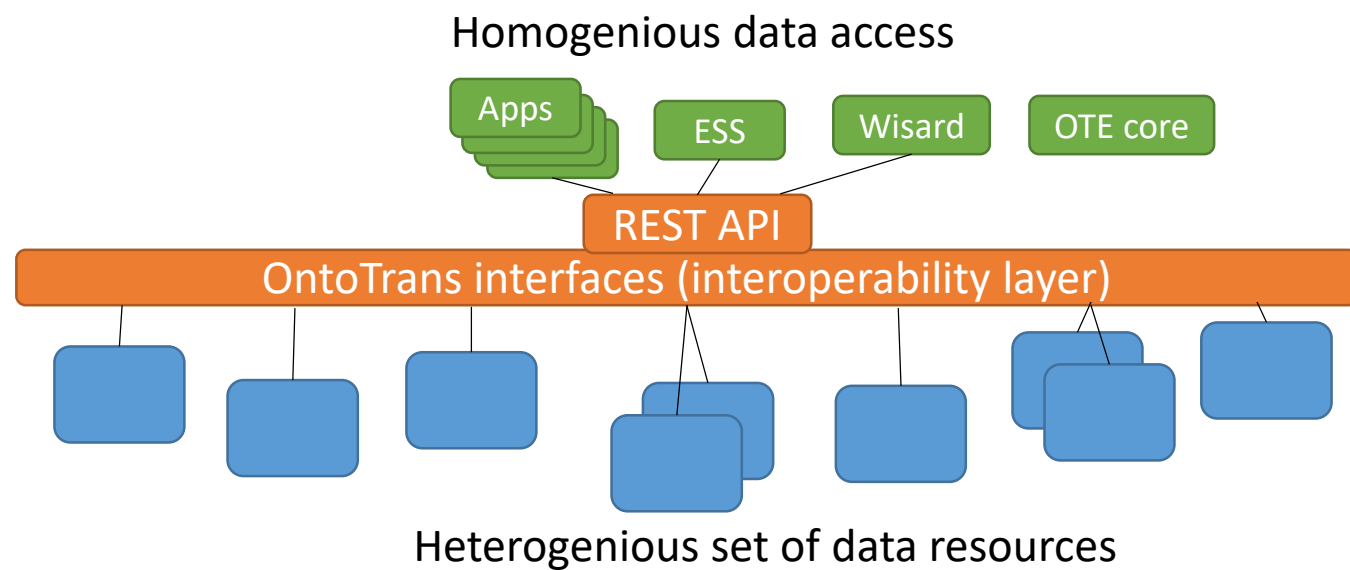 Homogenious data access
Apps
ESS
Wisard
OTE core
REST API
OntoTrans interfaces (interoperability layer)
Heterogenious set of data resources